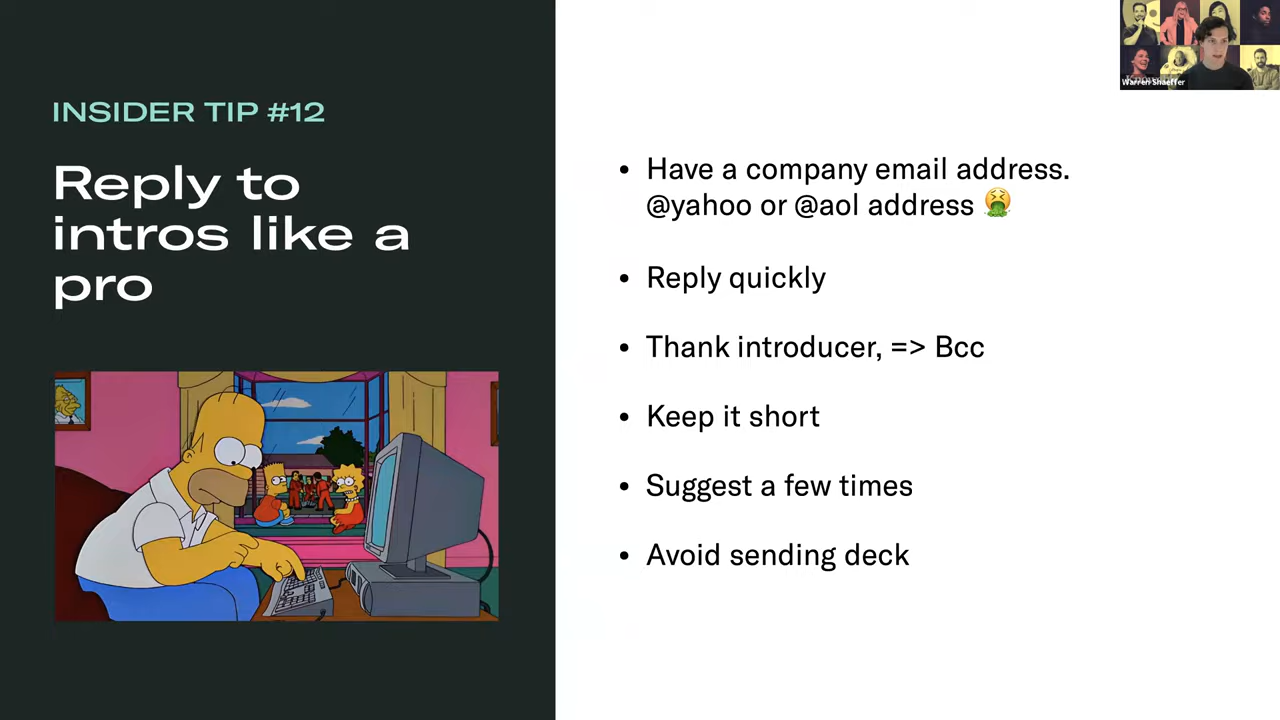 INSIDER TIP #12
Reply to
intros like a
pro
• Have a company email address.
@yahoo or @aol address 🤮
• Reply quickly
• Thank introducer, => Bcc
• Keep it short
• Suggest a few times
• Avoid sending deck
Warren Shaeffer